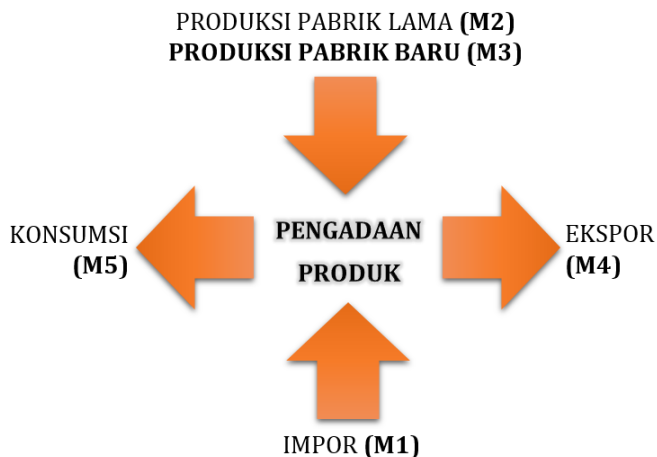 PRODUKSI PABRIK LAMA (M2)
PRODUKSI PABRIK BARU (M3)
KONSUMSI
(M5)
PENGADAAN
PRODUK
EKSPOR
(M4)
IMPOR (M1)